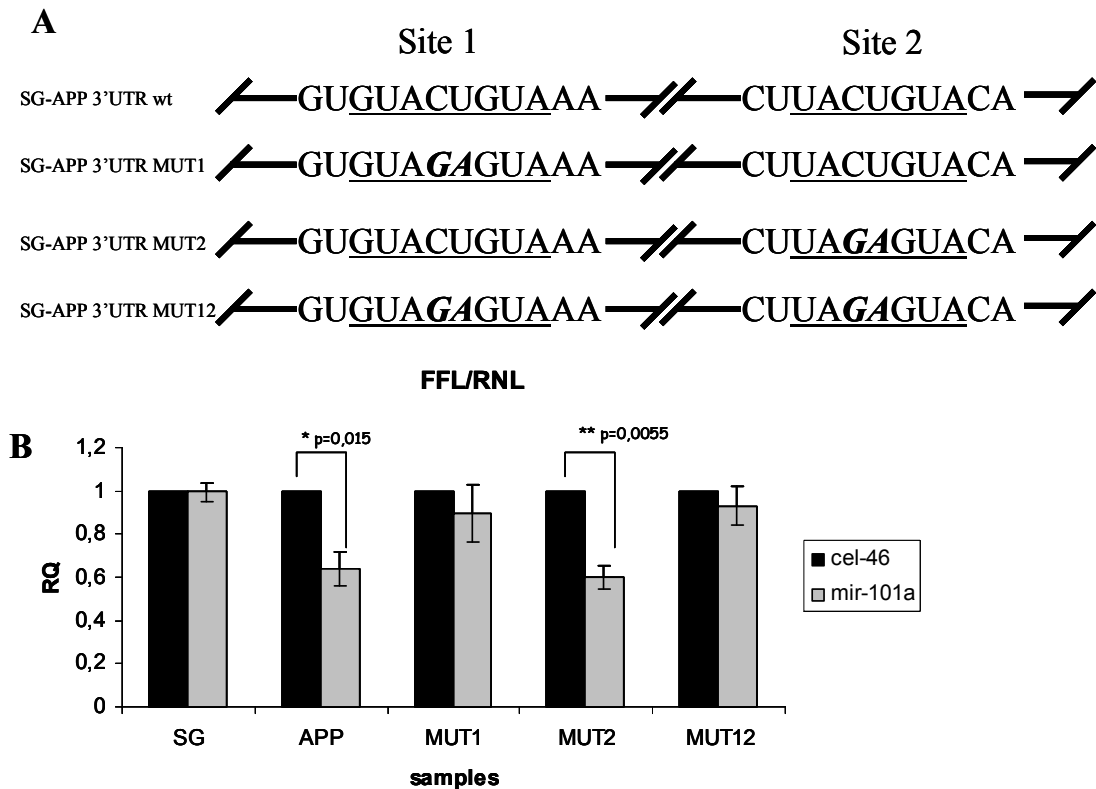 A
Site 1 Site 2
SG-APP 3’UTR wt GUGUACUGUAAA CUUACUGUACA
SG-APP 3’UTR MUT1 GUGUAGAGUAAA CUUACUGUACA
SG-APP 3’UTR MUT2 GUGUACUGUAAA CUUAGAGUACA
SG-APP 3’UTR MUT12 GUGUAGAGUAAA CUUAGAGUACA
FFL/RNL
B
* p=0,015
** p=0,0055
1,2
1
0,8
0,6
0,4
0,2
0
RQ
cel-46
mir-101a
SG APP MUT1 MUT2 MUT12
samples